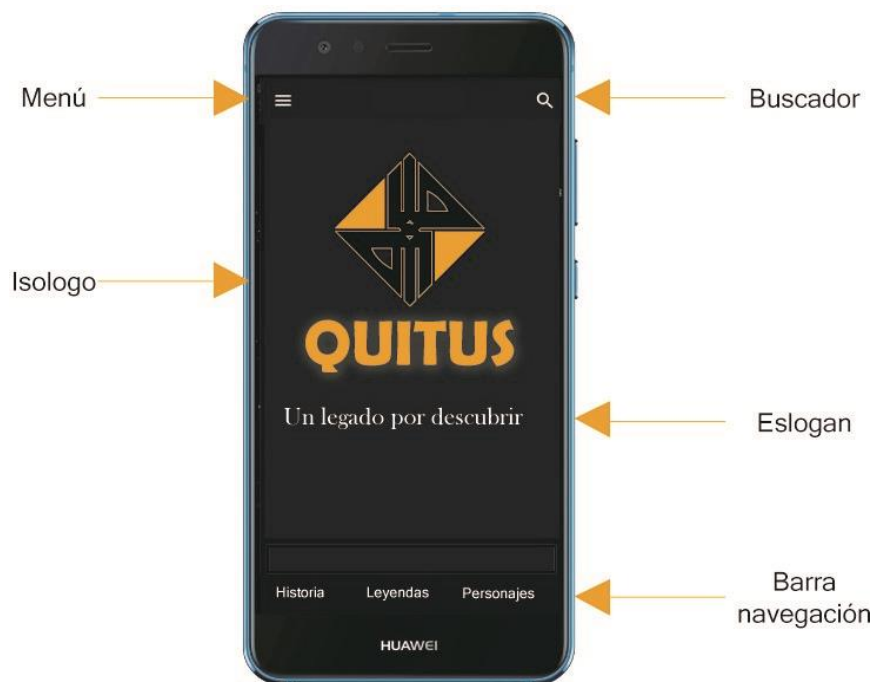 Menú
Buscador
Isologo
QUITUS
Un legado por descubrir
Eslogan
Historia Leyendas Personajes
Barra
navegación
HUAWEI